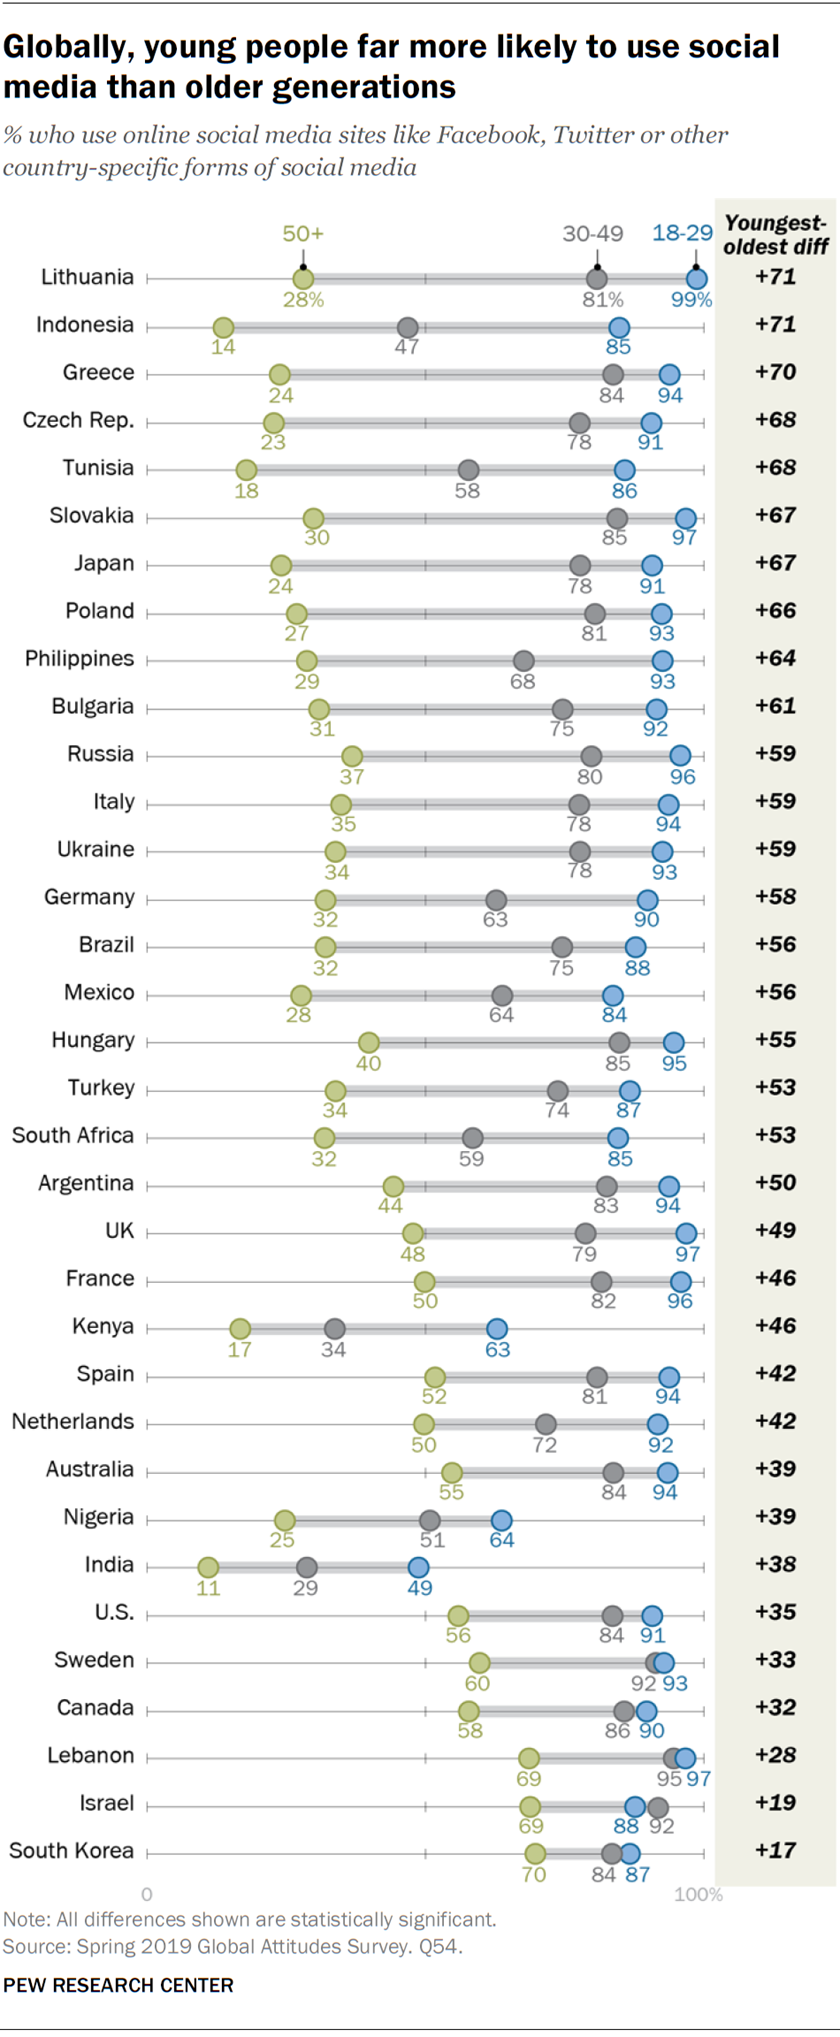 Globally, young people far more likely to use social
media than older generations
% who use online social media sites like Facebook, Twitter or other
country-specific forms of social media
Youngest-
oldest diff
50+ 30-49 18-29
Lithuania 28% 81% 99% +71
Indonesia 14 47 85 +71
Greece 24 84 94 +70
Czech Rep. 23 78 91 +68
Tunisia 18 58 86 +68
Slovakia 30 85 97 +67
Japan 24 78 91 +67
Poland 27 81 93 +66
Philippines 29 68 93 +64
Bulgaria 31 75 92 +61
Russia 37 80 96 +59
Italy 35 78 94 +59
Ukraine 34 78 93 +59
Germany 32 63 90 +58
Brazil 32 75 88 +56
Mexico 28 64 84 +56
Hungary 40 85 95 +55
Turkey 34 74 87 +53
South Africa 32 59 85 +53
Argentina 44 83 94 +50
UK 48 79 97 +49
France 50 82 96 +46
Kenya 17 34 63 +46
Spain 52 81 94 +42
Netherlands 50 72 92 +42
Australia 55 84 94 +39
Nigeria 25 51 64 +39
India 11 29 49 +38
U.S. 56 84 91 +35
Sweden 60 92 93 +33
Canada 58 86 90 +32
Lebanon 69 95 97 +28
Israel 69 88 92 +19
South Korea 70 84 87 +17
0 100%
Note: All differences shown are statistically significant.
Source: Spring 2019 Global Attitudes Survey. Q54.
PEW RESEARCH CENTER